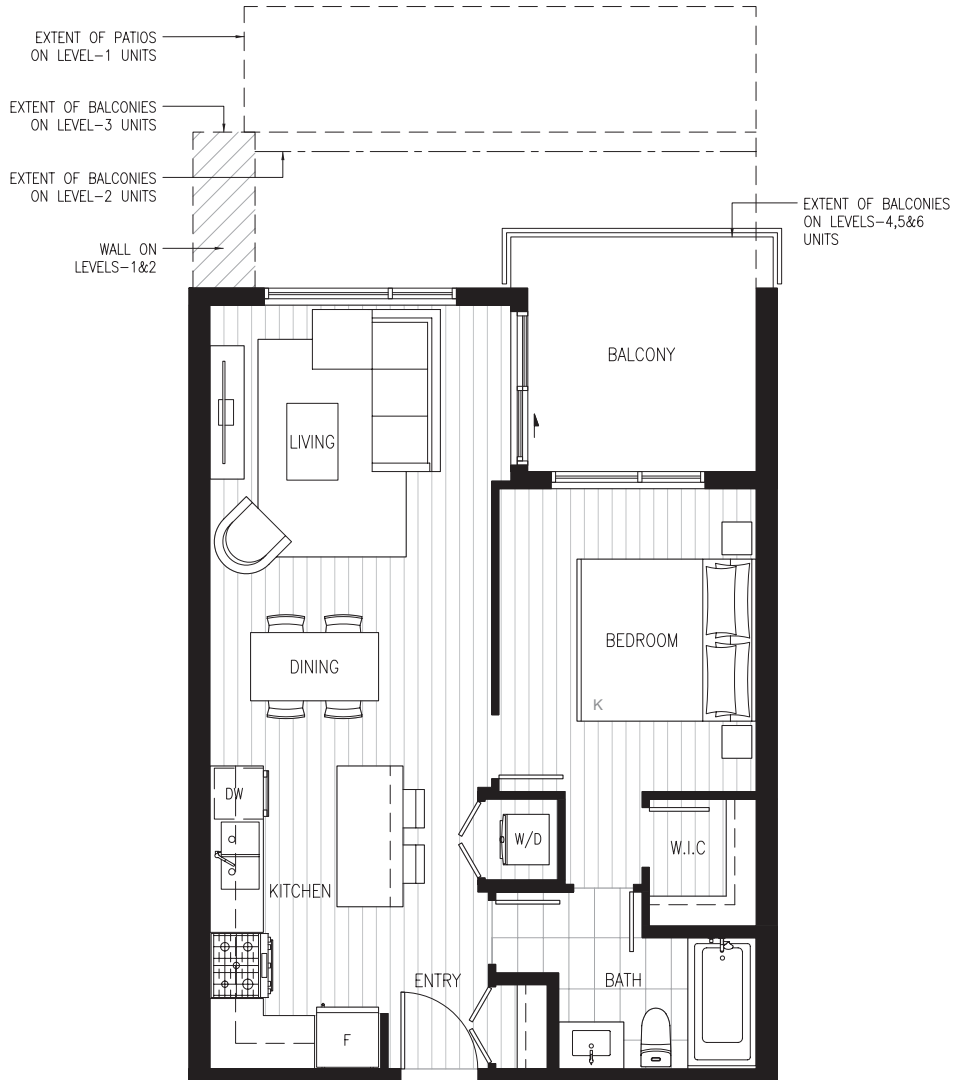 EXTENT OF PATIOS
ON LEVEL-1 UNITS
EXTENT OF BALCONIES
ON LEVEL-3 UNITS
EXTENT OF BALCONIES
ON LEVEL-2 UNITS
EXTENT OF BALCONIES
ON LEVELS-4,5&6
UNITS
WALL ON
LEVELS-1&2
BALCONY
LIVING
BEDROOM
DINING
K
DW
W/D
W.I.C
KITCHEN
ENTRY
BATH
F